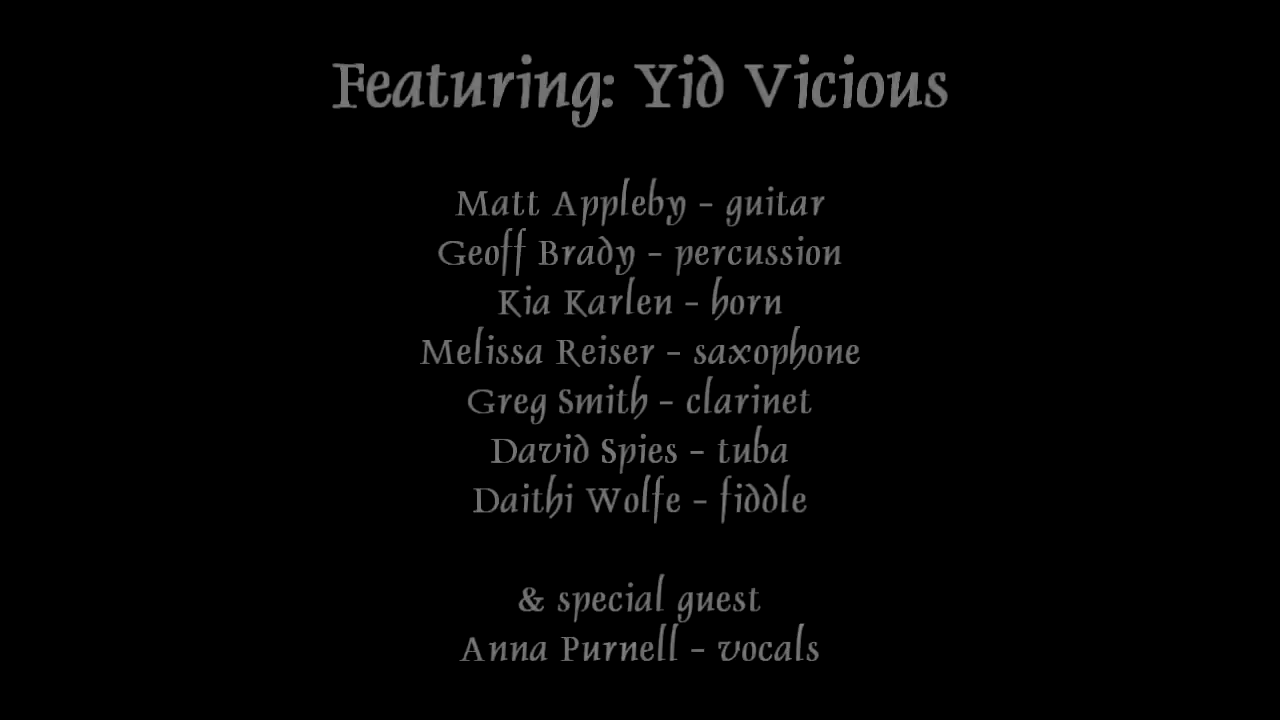 Featuring: Yid Vicious
Matt Appleby - guitar
Geoff Brady - percussion
Kia Karlen - horn
Melissa Reiser - saxophone
Greg Smith - clarinet
David Spies - tuba
Daithi Wolfe - fiddle
& special guest
Anna Purnell - vocals